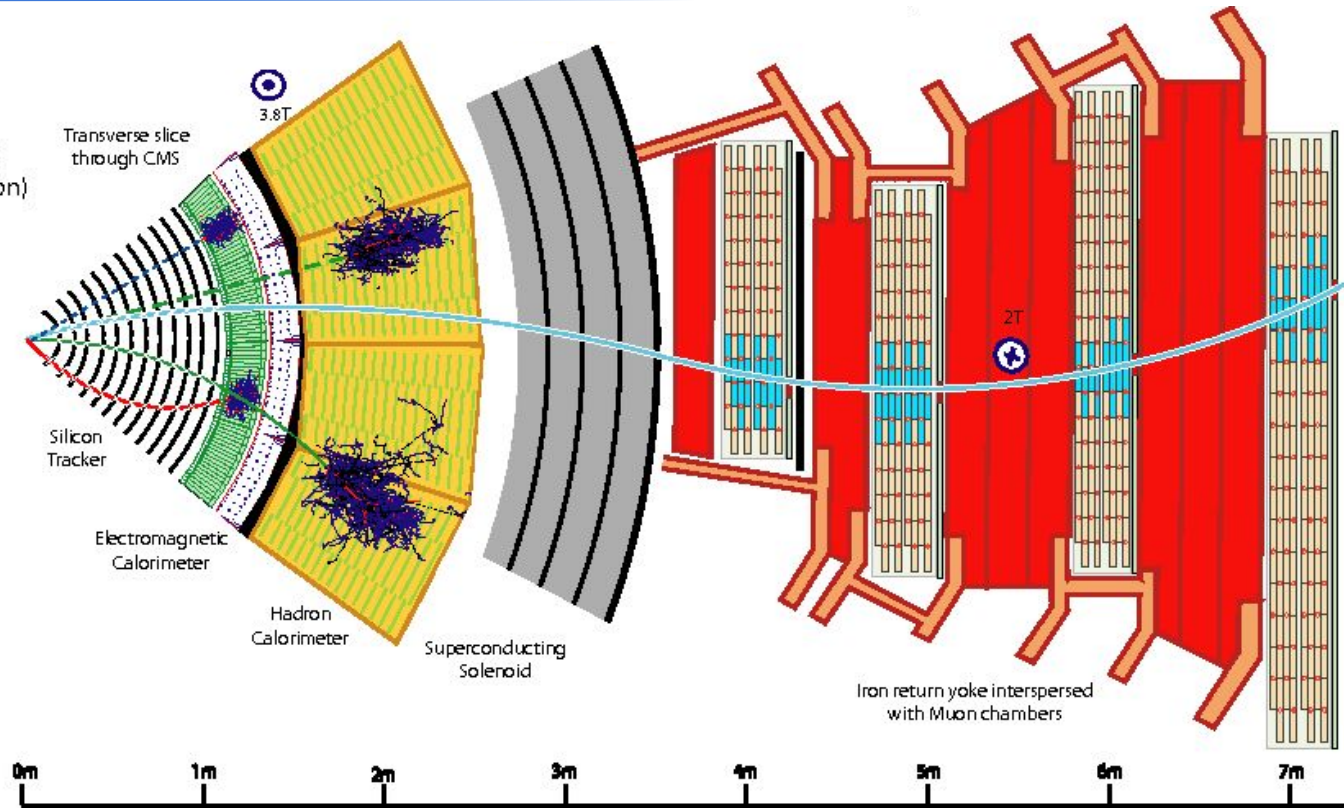 3.8T
Transverse slice
through CMS
2T
Silicon
Tracker
Electromagnetic
Calorimeter
Hadron
Calorimeter
Superconducting
Solenoid
Iron return yoke interspersed
with Muon chambers
0m 1m 2m 3m 4m 5m 6m 7m